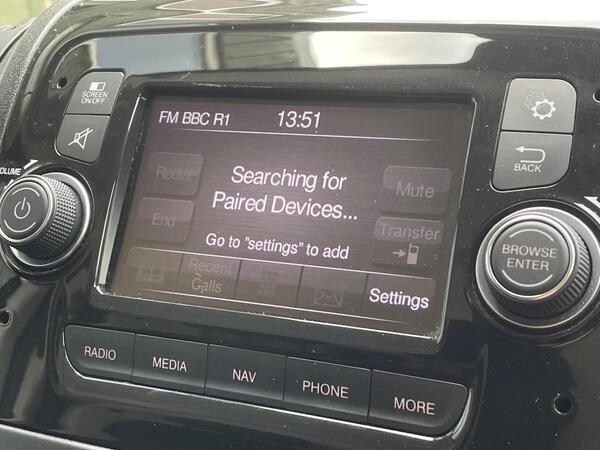 SCREEN
ON/OFF
FM BBC R1
13:51
BACK
VOLUME
Redial
Searching for
Paired Devices...
Mute
End
Transfer
Go to "settings" to add
Recent
Calls
Settings
BROWSE
ENTER
RADIO
MEDIA
NAV
PHONE
MORE